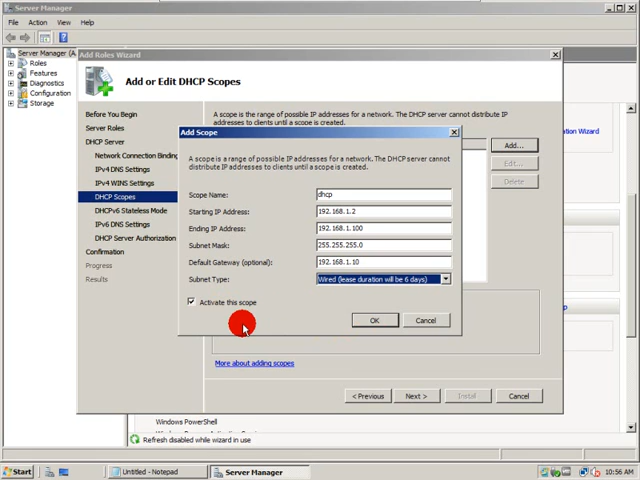 Server Manager
File Action View Help
Server Manager (A
Roles
Features
Diagnostics
Configuration
Storage
Add Roles Wizard
Add or Edit DHCP Scopes
Before You Begin
Server Roles
DHCP Server
Network Connection Binding
IPv4 DNS Settings
IPv4 WINS Settings
DHCP Scopes
DHCPv6 Stateless Mode
IPv6 DNS Settings
DHCP Server Authorization
Confirmation
Progress
Results
A scope is the range of possible IP addresses for a network. The DHCP server cannot distribute IP
addresses to clients until a scope is created.
Add...
Edit...
Delete
Add Scope
A scope is a range of possible IP addresses for a network. The DHCP server cannot
distribute IP addresses to clients until a scope is created.
Scope Name: dhcp
Starting IP Address: 192.168.1.2
Ending IP Address: 192.168.1.100
Subnet Mask: 255.255.255.0
Default Gateway (optional): 192.168.1.10
Subnet Type: Wired (lease duration will be 6 days)
Activate this scope
OK Cancel
More about adding scopes
< Previous Next > Install Cancel
ation Wizard
Windows PowerShell
Refresh disabled while wizard in use
Start Untitled - Notepad Server Manager 10:56 AM